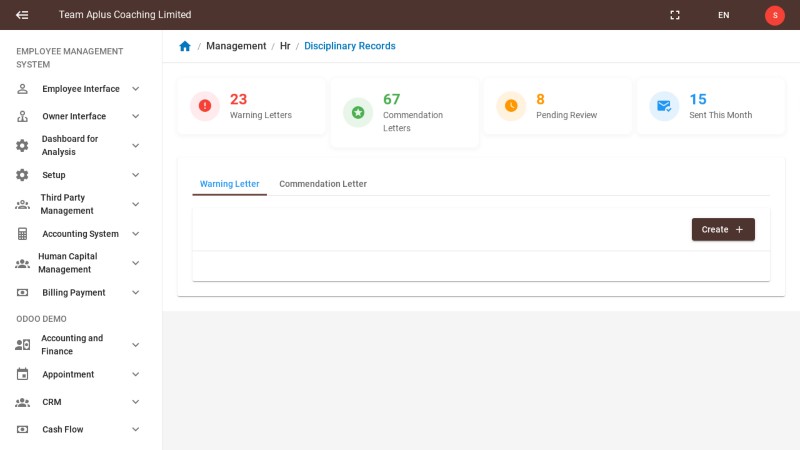 Team Aplus Coaching Limited
EN
S
EMPLOYEE MANAGEMENT
SYSTEM
Employee Interface
Owner Interface
Dashboard for
Analysis
Setup
Third Party
Management
Accounting System
Human Capital
Management
Billing Payment
ODOO DEMO
Accounting and
Finance
Appointment
CRM
Cash Flow
/ Management / Hr / Disciplinary Records
23
Warning Letters
67
Commendation
Letters
8
Pending Review
15
Sent This Month
Warning Letter
Commendation Letter
Create +